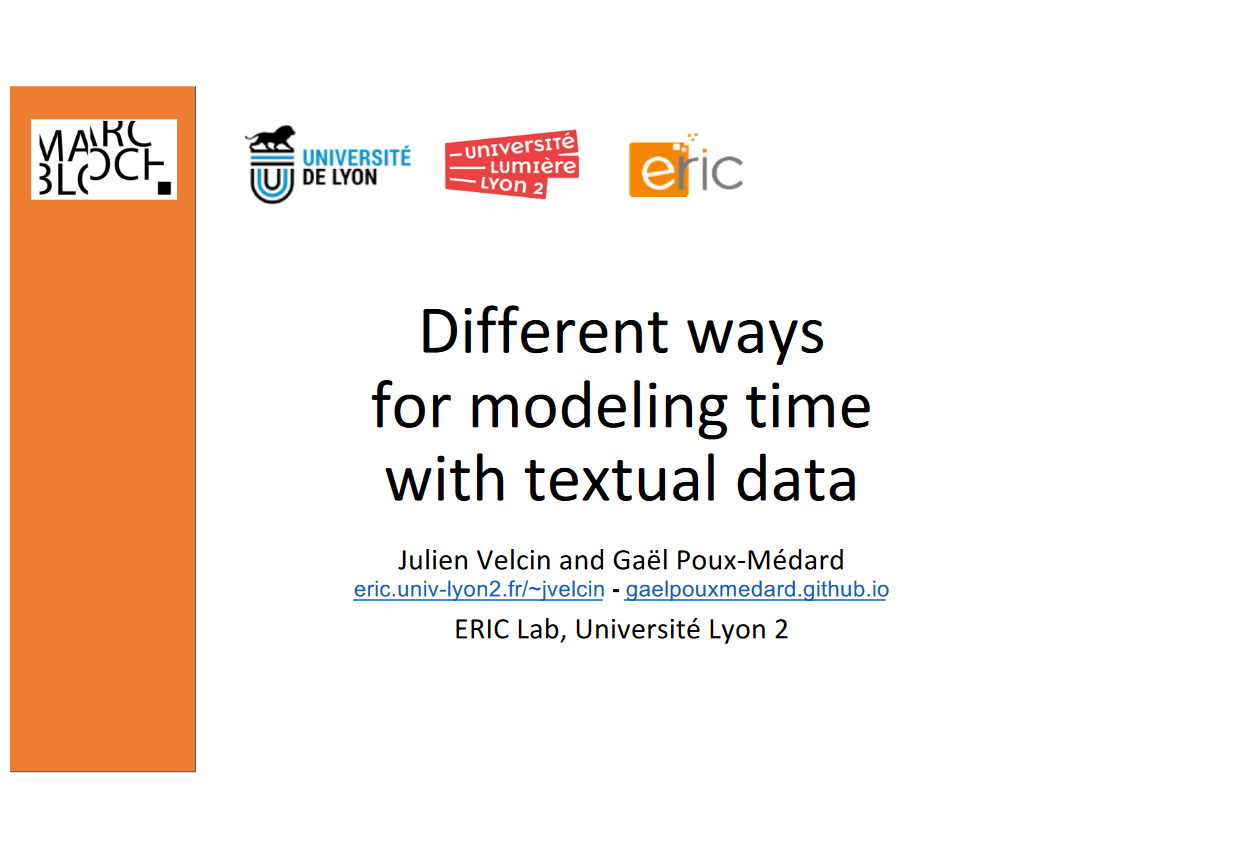 MARC
BLOCH
UNIVERSITÉ
DE LYON
UNIVERSITÉ
LUMIÈRE
LYON 2
eric
Different ways
for modeling time
with textual data
Julien Velcin and Gaël Poux-Médard
eric.univ-lyon2.fr/~jvelcin - gaelpouxmedard.github.io
ERIC Lab, Université Lyon 2